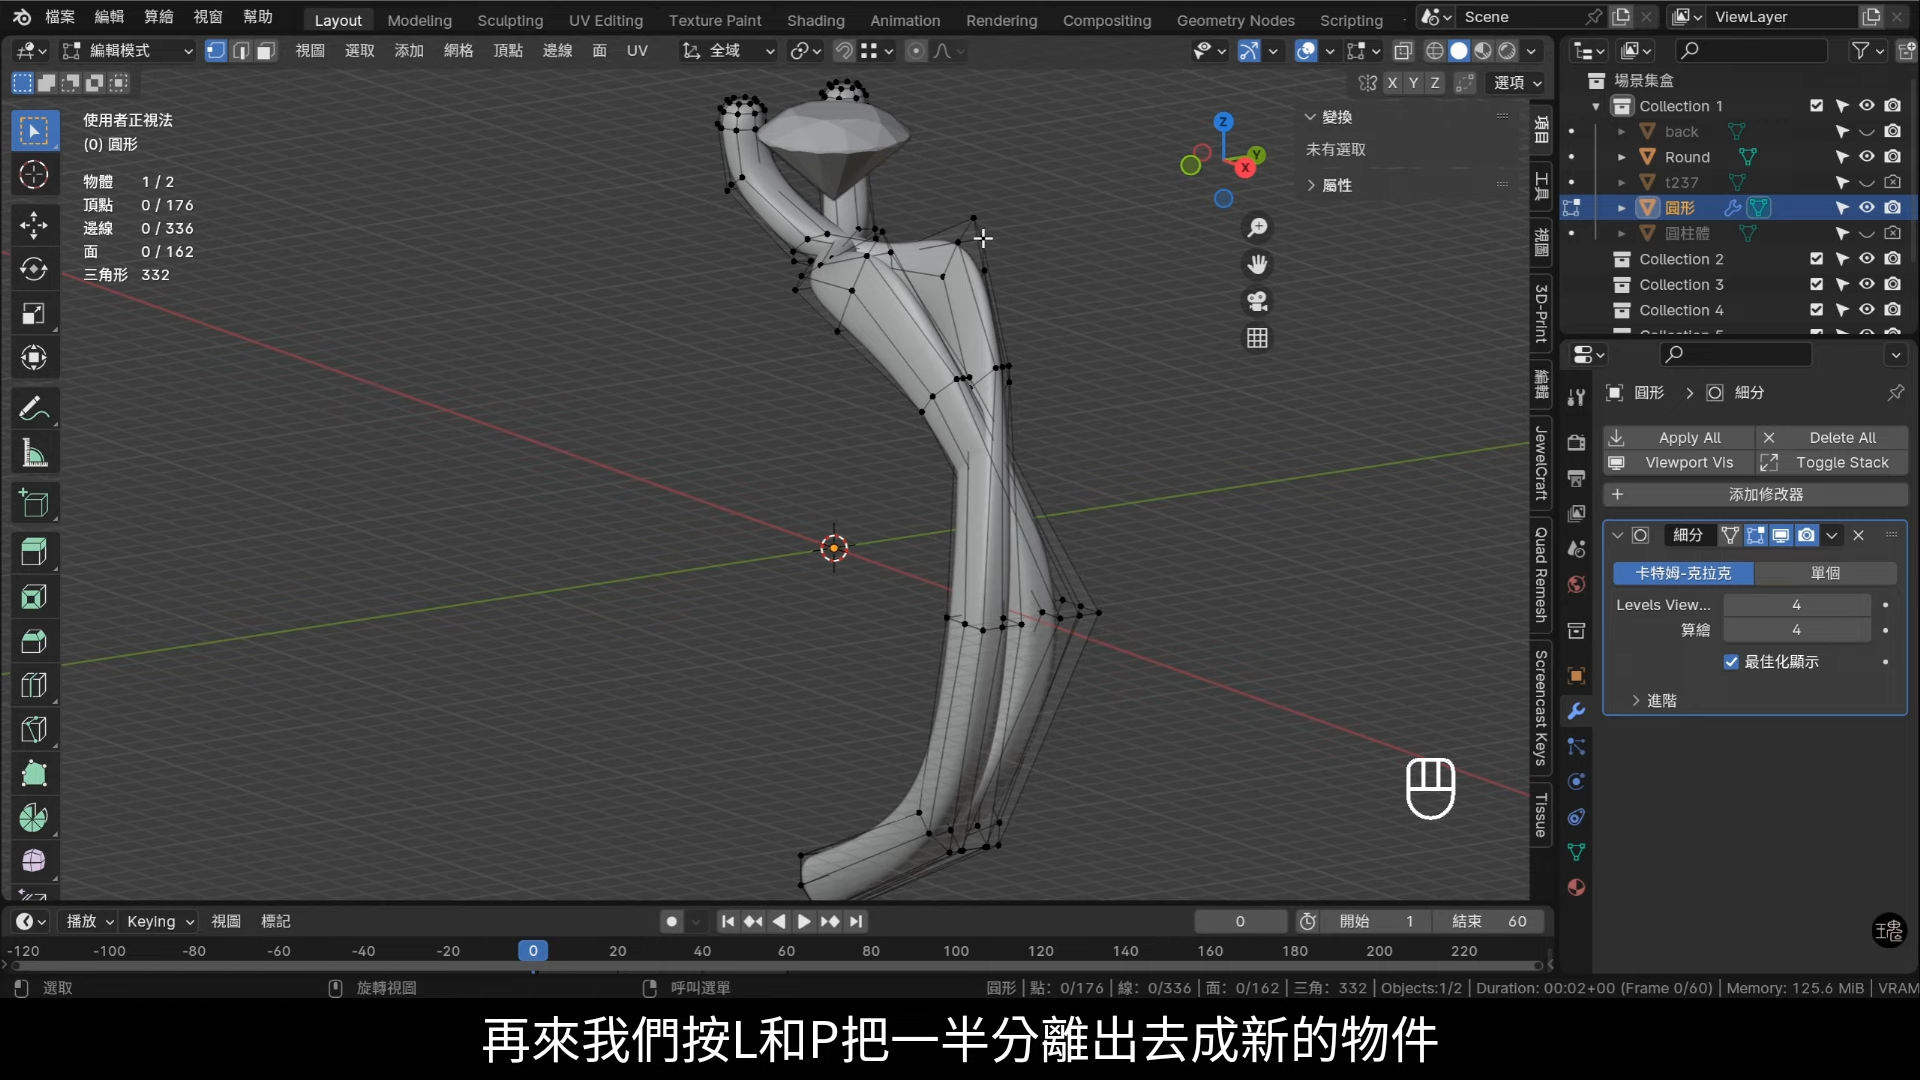 檔案 編輯 算繪 視窗 幫助 Layout Modeling Sculpting UV Editing Texture Paint Shading Animation Rendering Compositing Geometry Nodes Scripting Scene ViewLayer
編輯模式 視圖 選取 添加 網格 頂點 邊線 面 UV 全域
X Y Z 選項
使用者正視法
(0) 圓形
物體 1 / 2
頂點 0 / 176
邊線 0 / 336
面 0 / 162
三角形 332
Z
Y
X
變換
未有選取
屬性
項目
工具
視圖
3D-Print
編輯
JewelCraft
Quad Remesh
Screencast Keys
Tissue
場景集盒
Collection 1
back
Round
t237
圓形
圓柱體
Collection 2
Collection 3
Collection 4
圓形 細分
Apply All Delete All
Viewport Vis Toggle Stack
添加修改器
細分
卡特姆-克拉克 單個
Levels View... 4
算繪 4
最佳化顯示
進階
播放 Keying 視圖 標記 0 開始 1 結束 60
-120 -100 -80 -60 -40 -20 0 20 40 60 80 100 120 140 160 180 200 220
選取 旋轉視圖 呼叫選單 圓形 | 點: 0/176 | 線: 0/336 | 面: 0/162 | 三角: 332 | Objects:1/2 | Duration: 00:02+00 (Frame 0/60) | Memory: 125.6 MiB | VRAM
再來我們按L和P把一半分離出去成新的物件